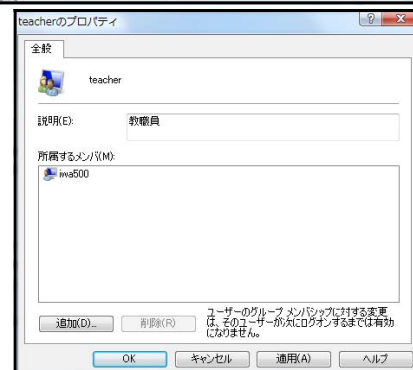 teacherのプロパティ
全般
teacher
説明(E):
教職員
所属するメンバ(M):
iwa500
追加(D)...
削除(R)
ユーザーのグループ メンバシップに対する変更
は、そのユーザーが次にログオンするまでは有効
になりません。
OK
キャンセル
適用(A)
ヘルプ